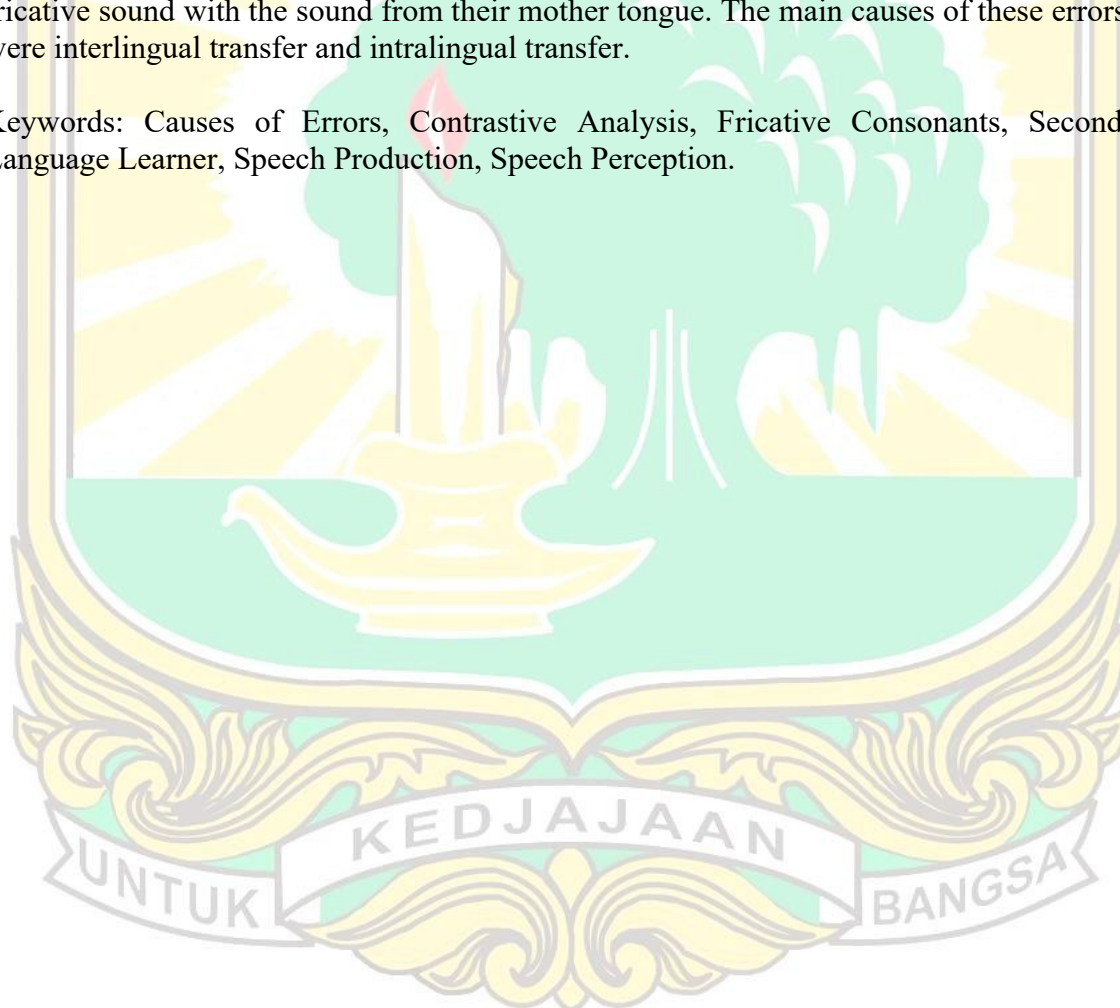 ricative sound with the sound from their mother tongue. The main causes of these errors
were interlingual transfer and intralingual transfer.
Keywords: Causes of Errors, Contrastive Analysis, Fricative Consonants, Second
Language Learner, Speech Production, Speech Perception.
UNTUK KEDJAJAAN BANGSA